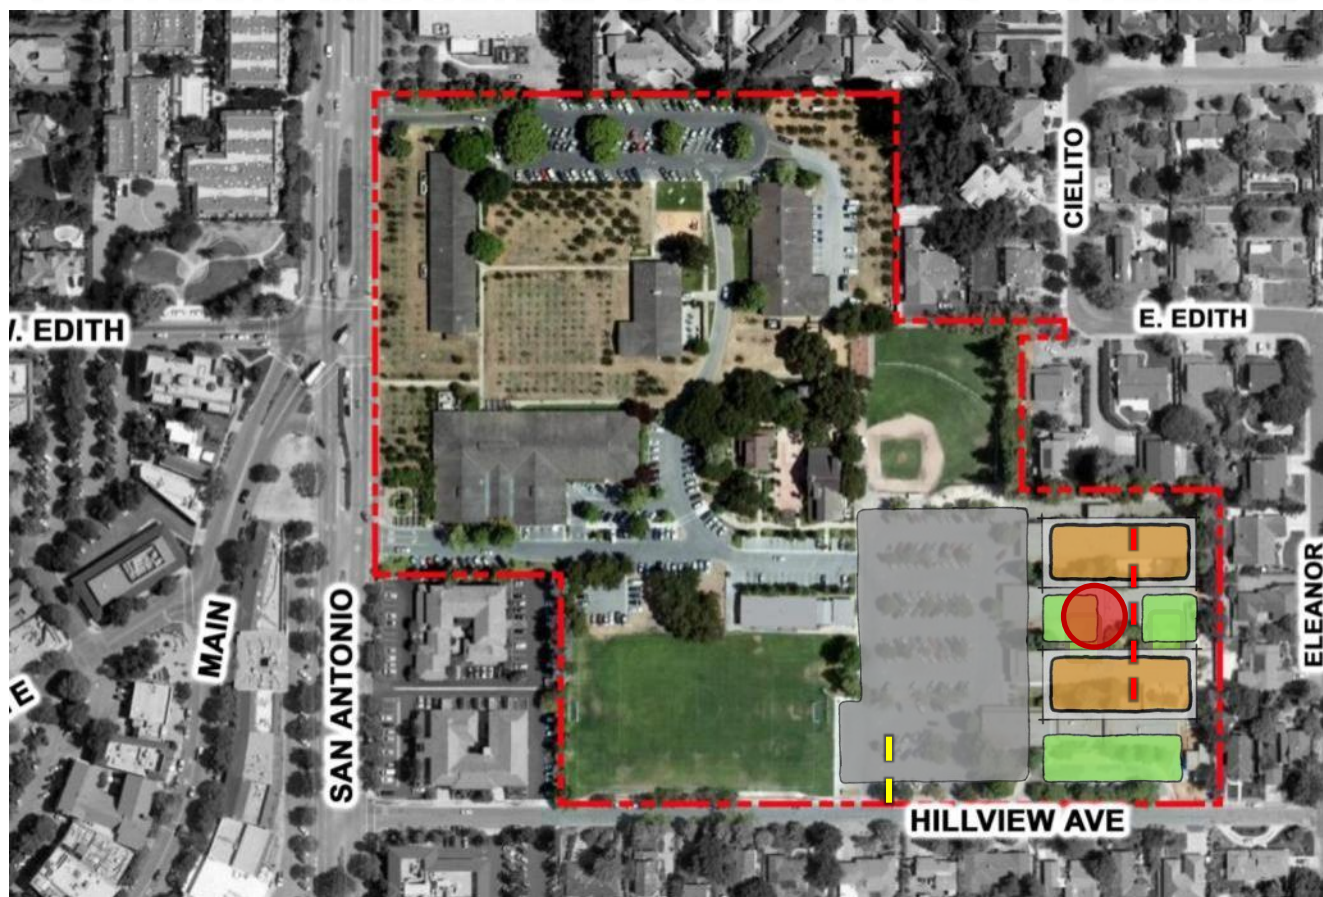 CIELITO
W. EDITH
E. EDITH
MAIN
SAN ANTONIO
ELEANOR
HILLVIEW AVE